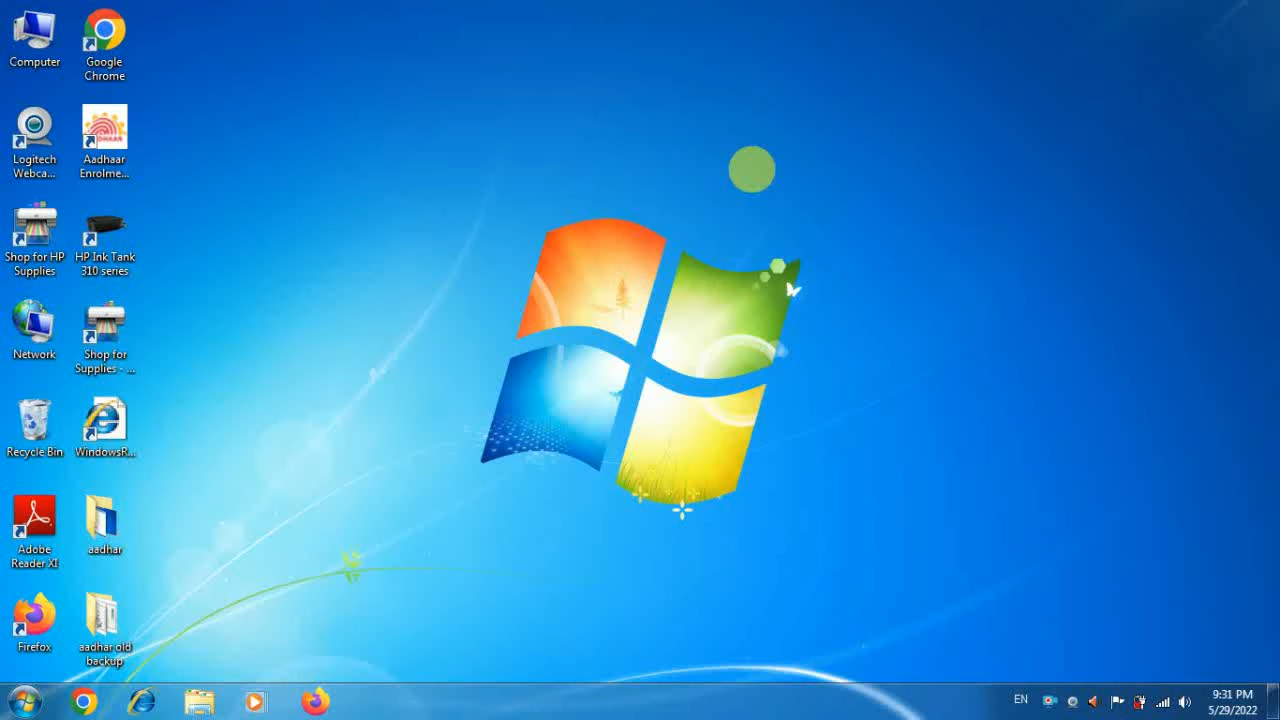 Computer
Google
Chrome
Logitech
Webca...
Aadhaar
Enrolme...
Shop for HP
Supplies
HP Ink Tank
310 series
Network
Shop for
Supplies - ...
Recycle Bin
WindowsR...
Adobe
Reader XI
aadhar
Firefox
aadhar old
backup
EN
9:31 PM
5/29/2022